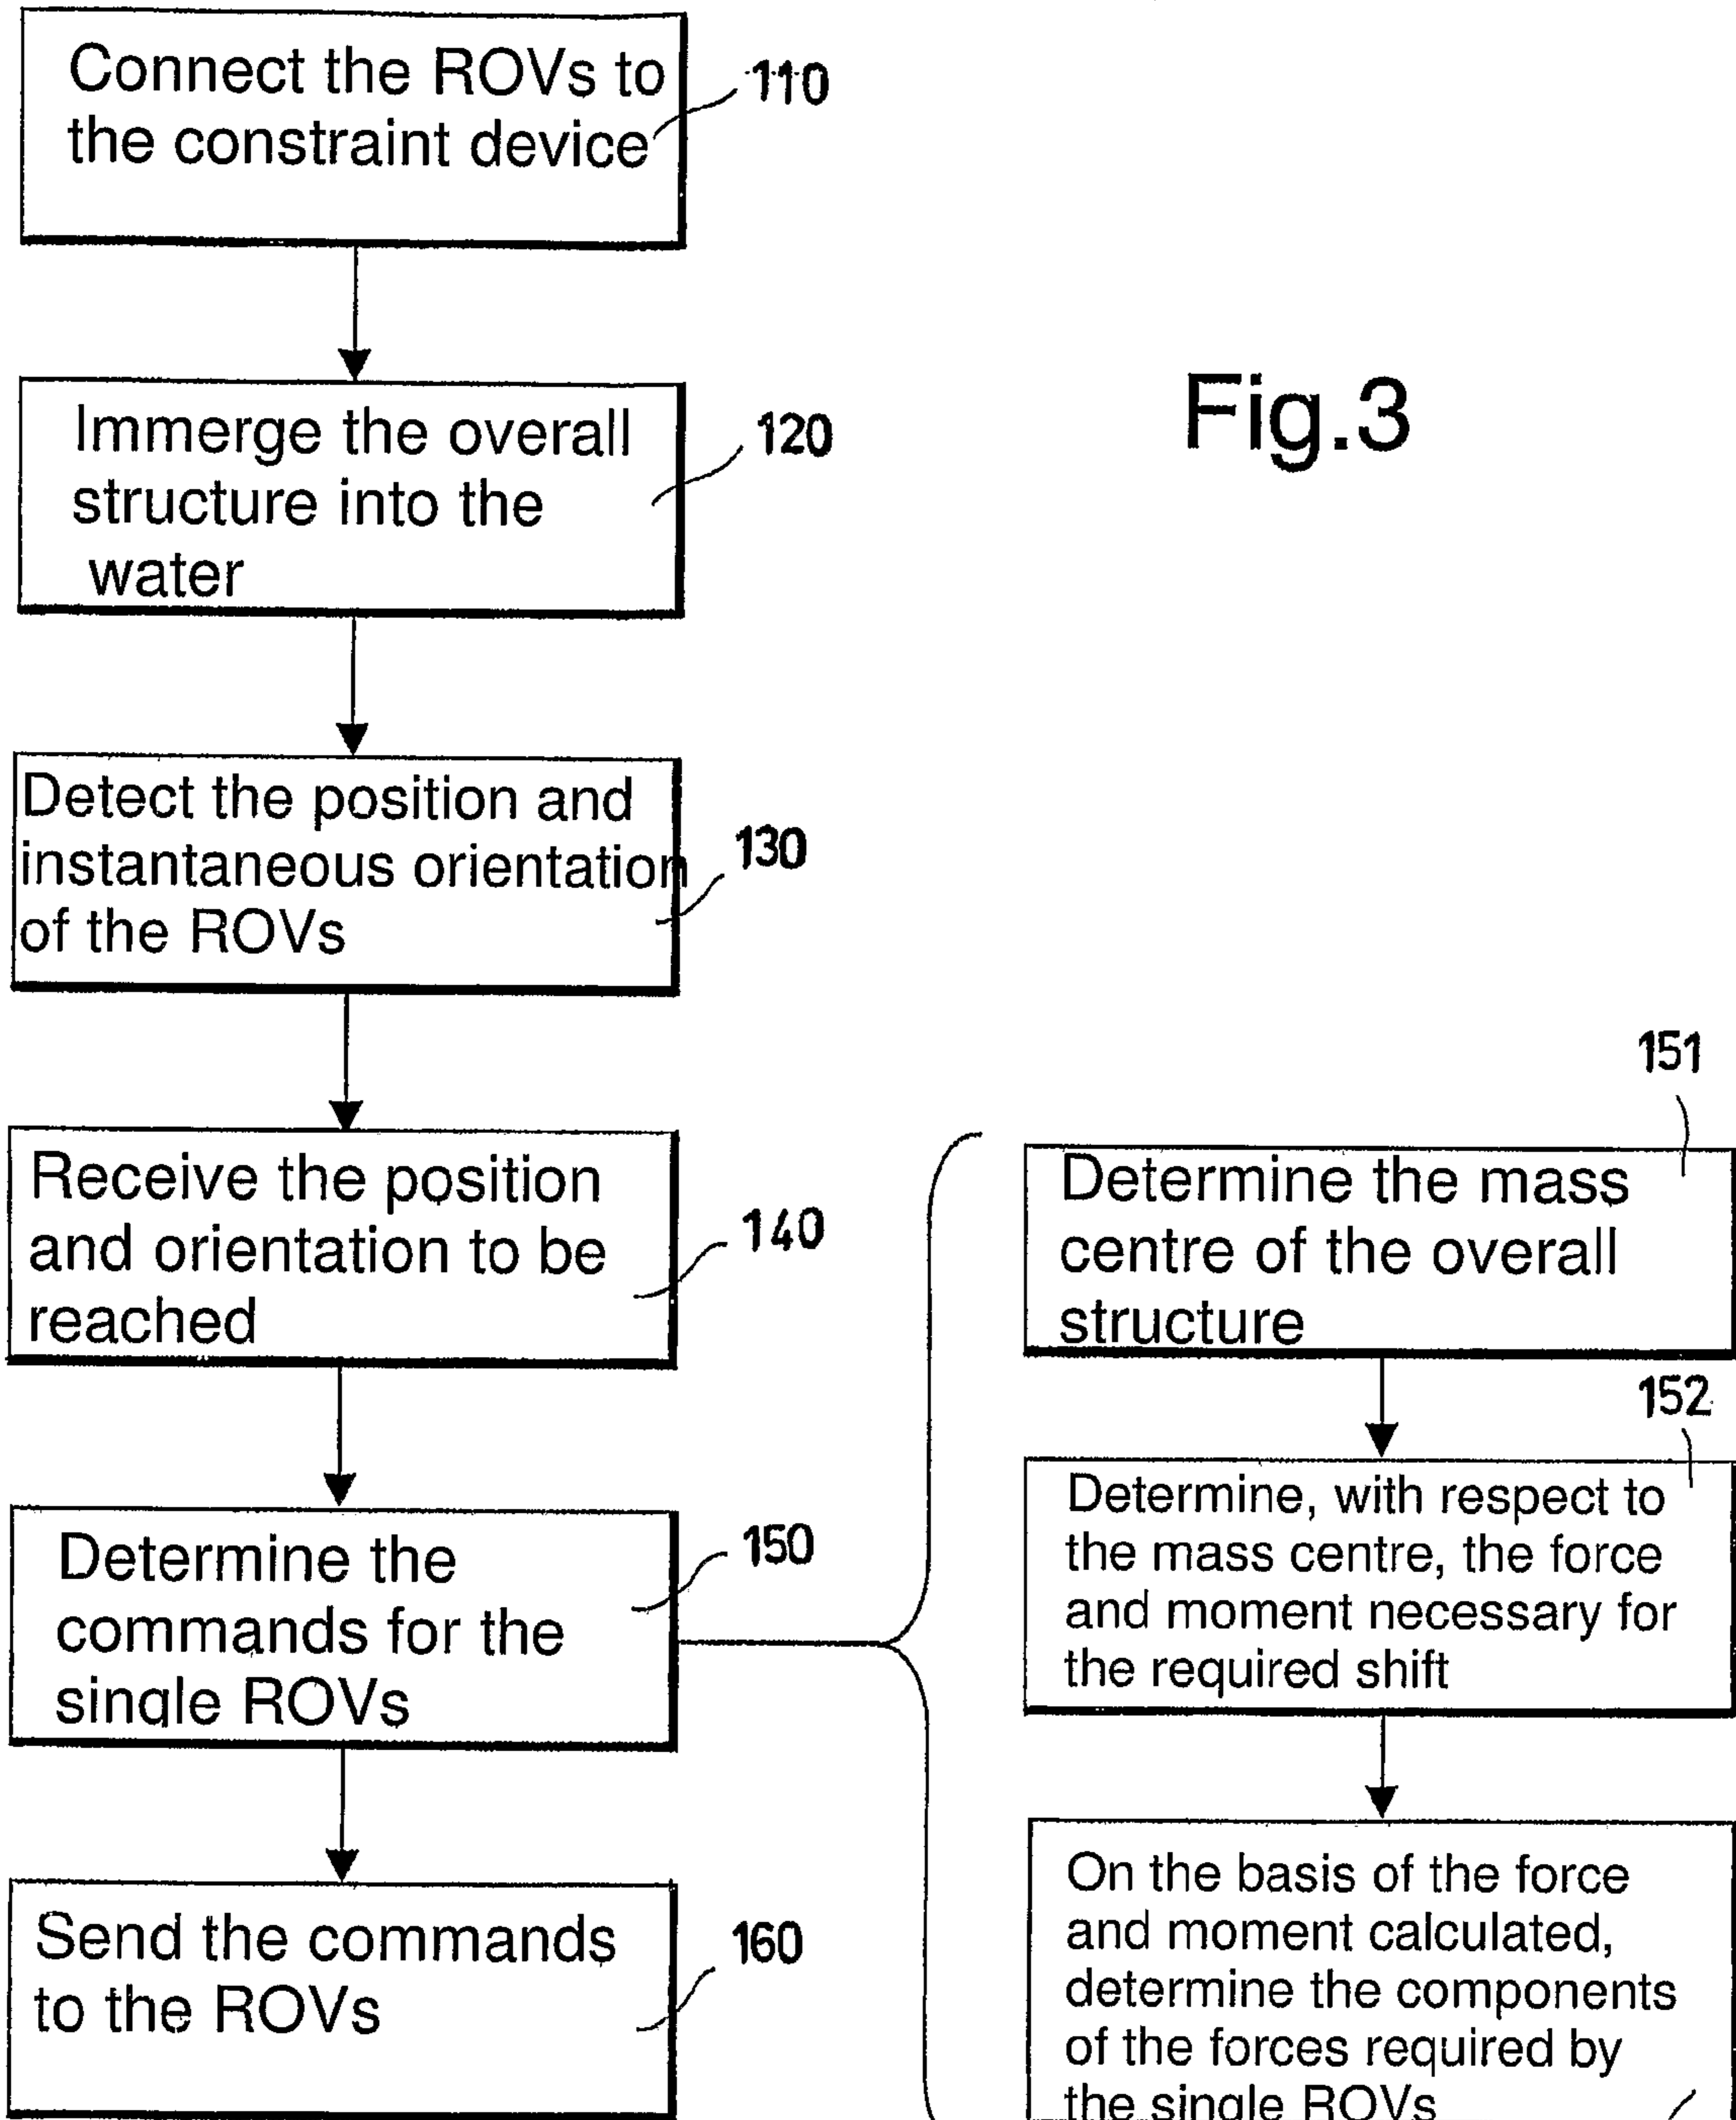 Connect the ROVs to
the constraint device
110
Immerge the overall
structure into the
water
120
Fig.3
Detect the position and
instantaneous orientation
of the ROVs
130
Receive the position
and orientation to be
reached
140
Determine the
commands for the
single ROVs
150
Send the commands
to the ROVs
160
151
Determine the mass
centre of the overall
structure
152
Determine, with respect to
the mass centre, the force
and moment necessary for
the required shift
On the basis of the force
and moment calculated,
determine the components
of the forces required by
the single ROVs